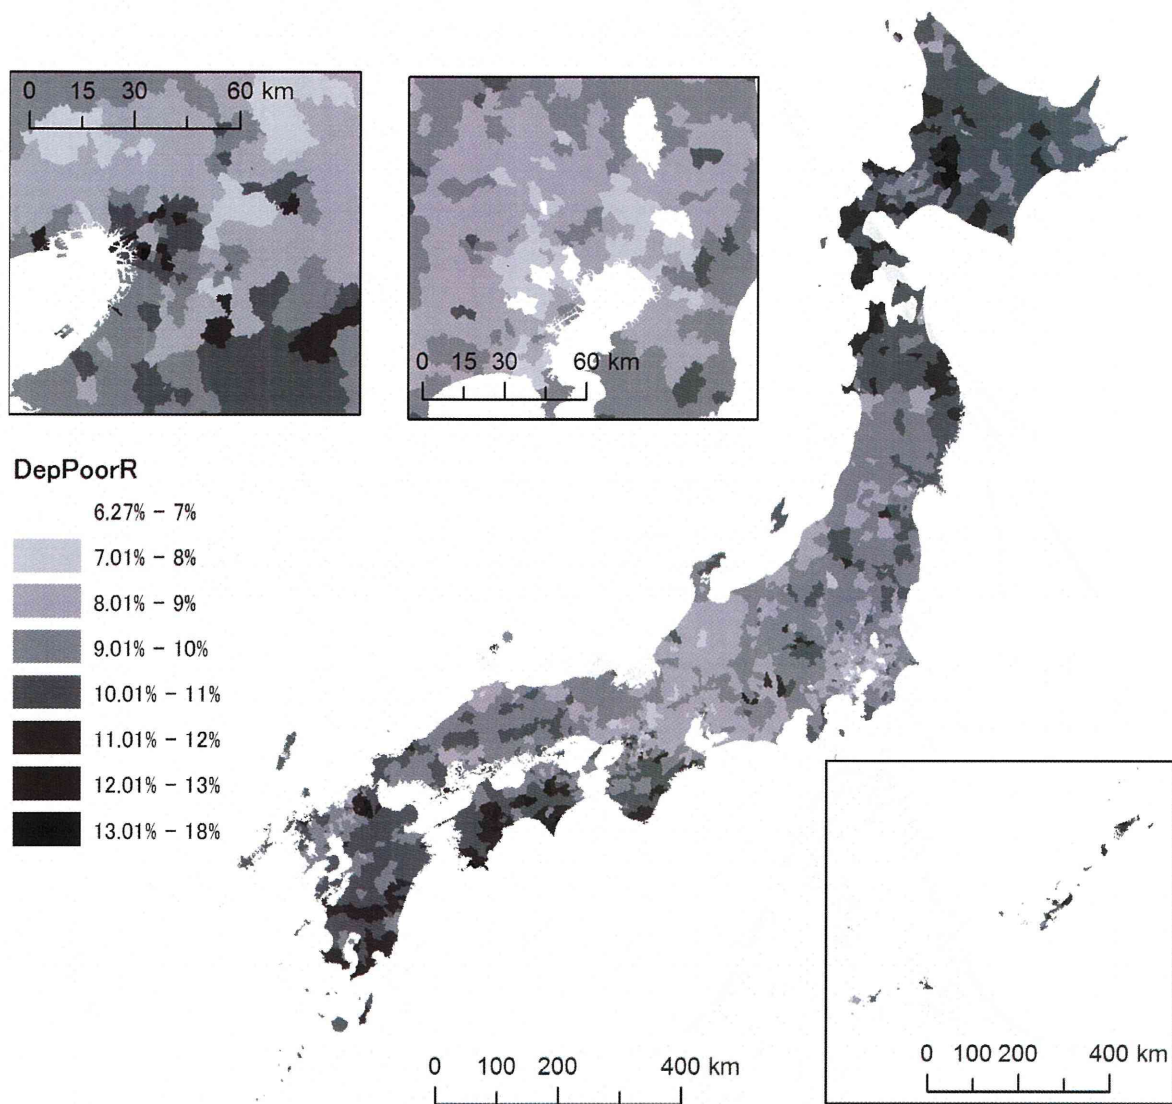 0 15 30 60 km
0 15 30 60 km
DepPoorR
6.27% - 7%
7.01% - 8%
8.01% - 9%
9.01% - 10%
10.01% - 11%
11.01% - 12%
12.01% - 13%
13.01% - 18%
0 100 200 400 km
0 100 200 400 km